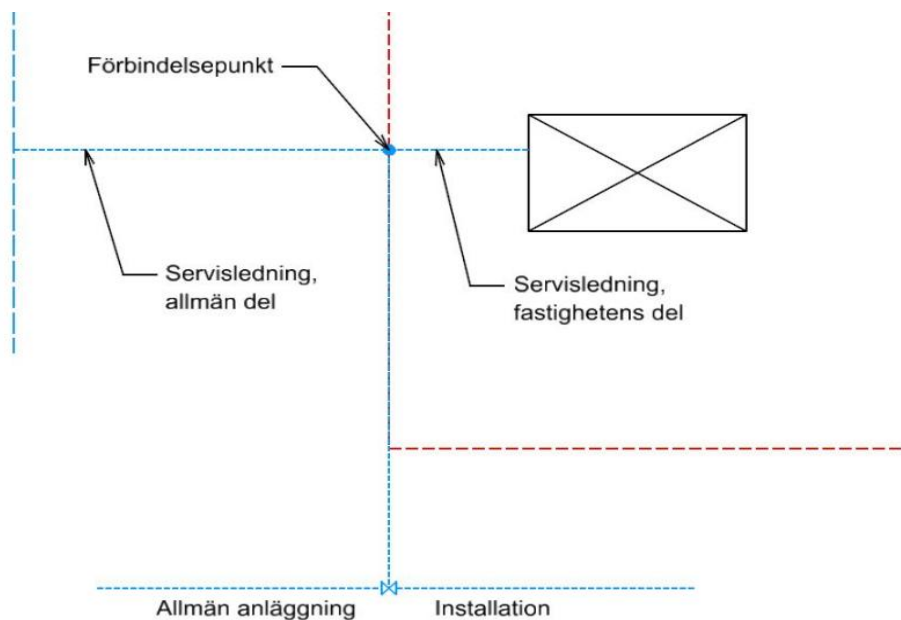 Förbindelsepunkt
Servisledning,
allmän del
Servisledning,
fastighetens del
Allmän anläggning
Installation